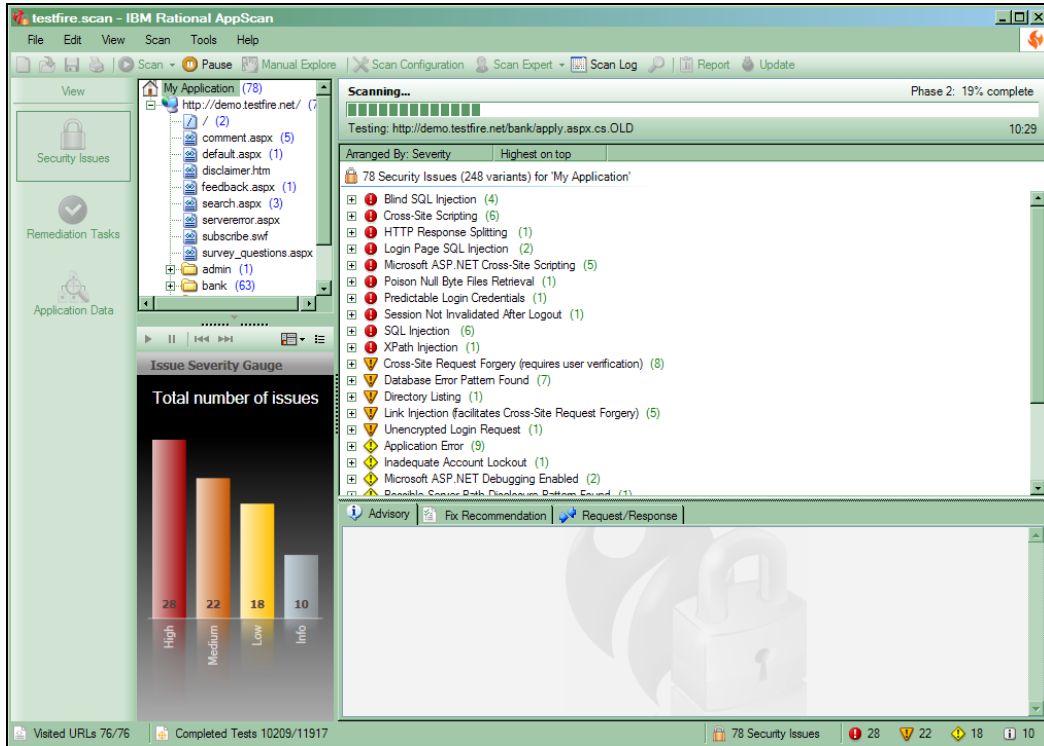 testfire.scan - IBM Rational AppScan
File Edit View Scan Tools Help
Scan Pause Manual Explore Scan Configuration Scan Expert Scan Log Report Update
View
Security Issues
Remediation Tasks
Application Data
My Application (78)
http://demo.testfire.net/ (7
/ (2)
comment.aspx (5)
default.aspx (1)
disclaimer.htm
feedback.aspx (1)
search.aspx (3)
servererror.aspx
subscribe.swf
survey_questions.aspx
admin (1)
bank (63)
Issue Severity Gauge
Total number of issues
28 22 18 10
High Medium Low Info
Scanning... Phase 2: 19% complete
Testing: http://demo.testfire.net/bank/apply.aspx.cs.OLD 10:29
Arranged By: Severity Highest on top
78 Security Issues (248 variants) for 'My Application'
Blind SQL Injection (4)
Cross-Site Scripting (6)
HTTP Response Splitting (1)
Login Page SQL Injection (2)
Microsoft ASP.NET Cross-Site Scripting (5)
Poison Null Byte Files Retrieval (1)
Predictable Login Credentials (1)
Session Not Invalidated After Logout (1)
SQL Injection (6)
XPath Injection (1)
Cross-Site Request Forgery (requires user verification) (8)
Database Error Pattern Found (7)
Directory Listing (1)
Link Injection (facilitates Cross-Site Request Forgery) (5)
Unencrypted Login Request (1)
Application Error (9)
Inadequate Account Lockout (1)
Microsoft ASP.NET Debugging Enabled (2)
Possible Server Path Disclosure Pattern Found (1)
Advisory Fix Recommendation Request/Response
Visited URLs 76/76 Completed Tests 10209/11917 78 Security Issues 28 22 18 10